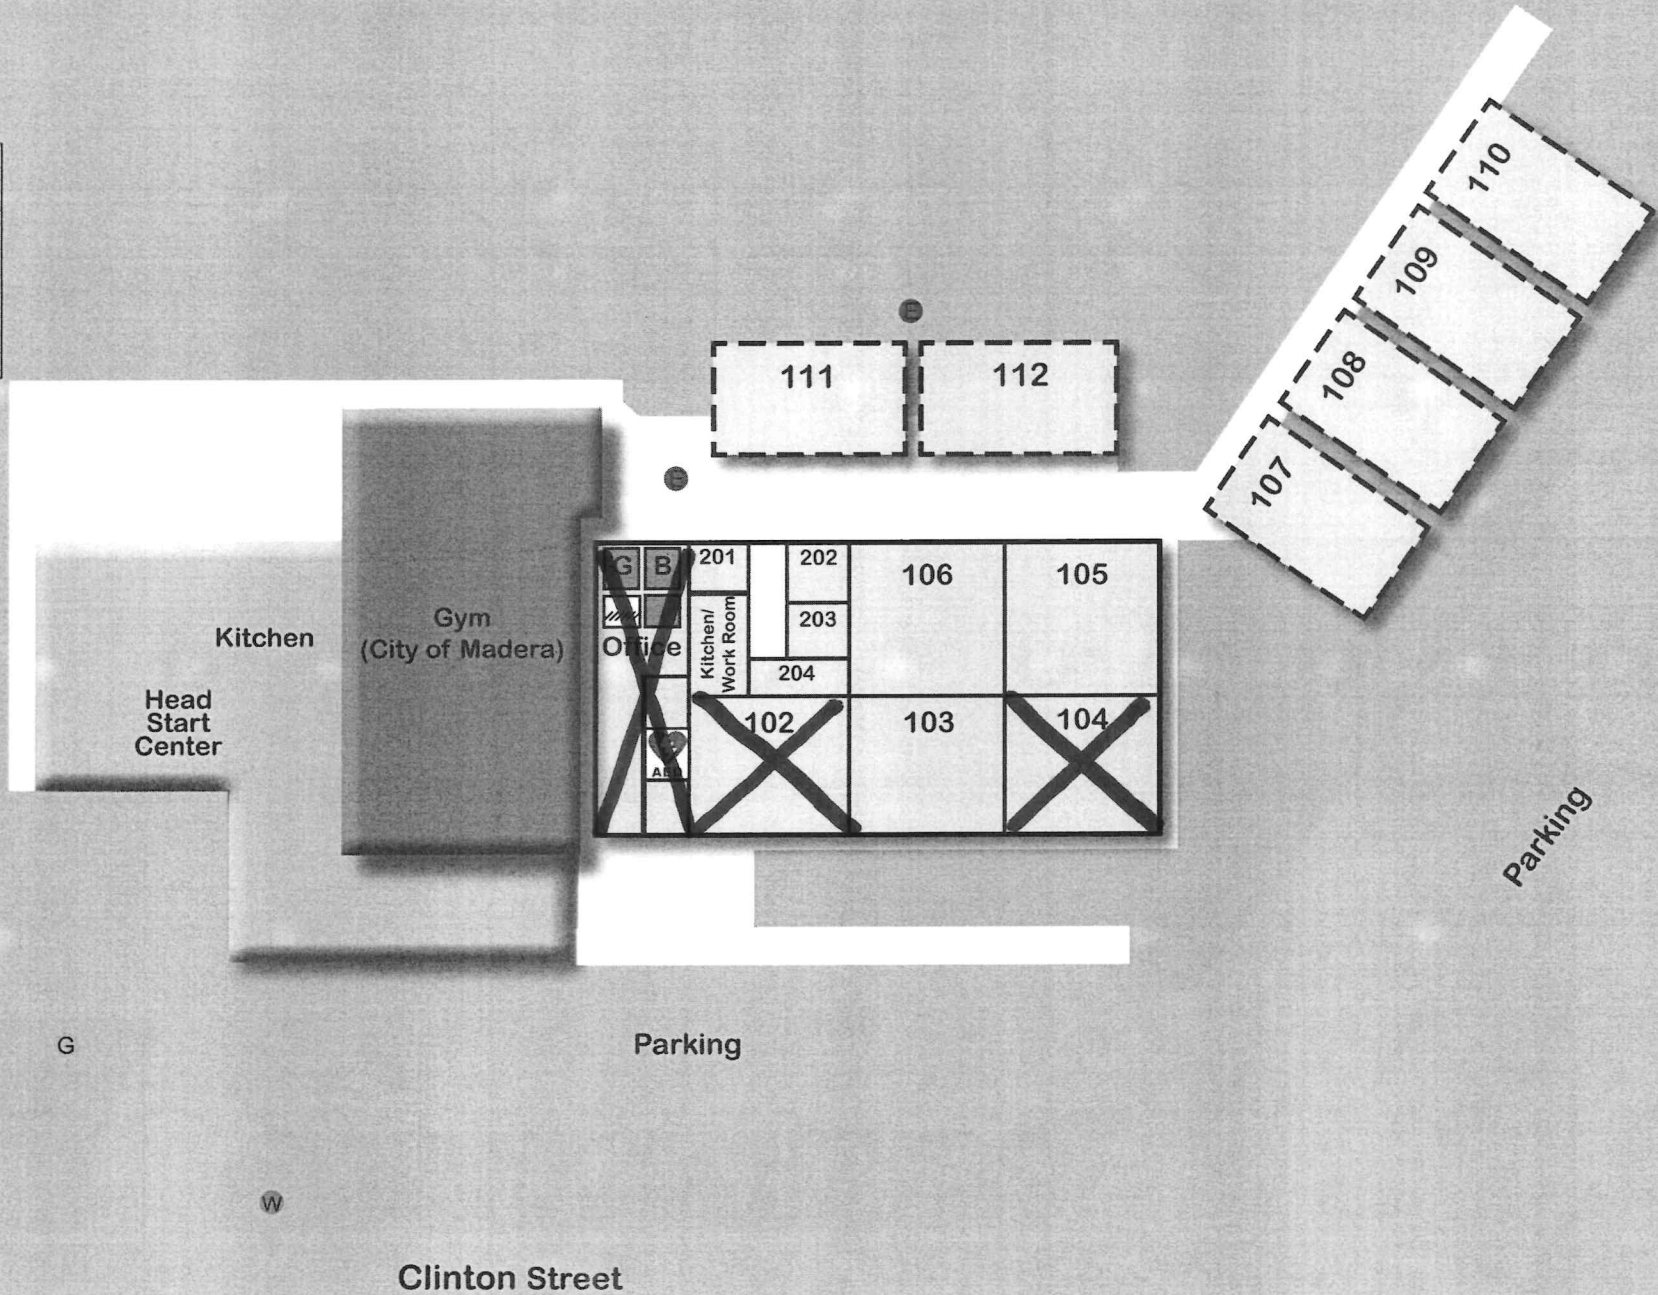 110
109
108
107
E
111
112
E
G
B
201
202
106
105
Gym
(City of Madera)
Kitchen
Office
Kitchen/
Work Room
203
204
Head
Start
Center
102
103
104
AED
Parking
G
Parking
W
Clinton Street